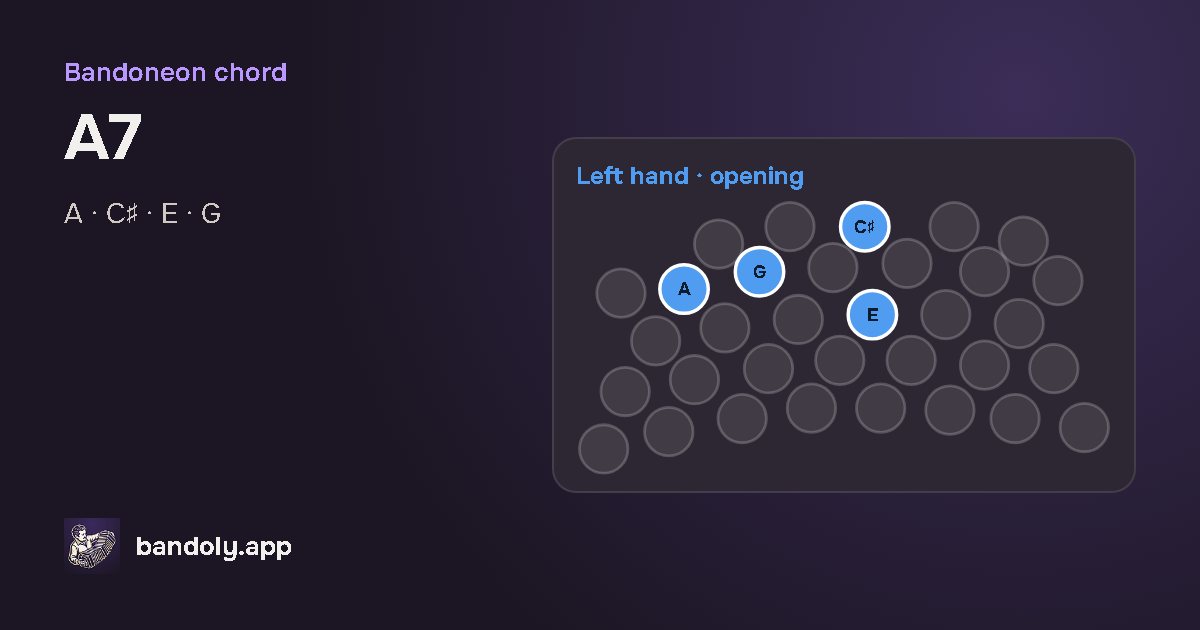 Bandoneon chord
A7
A · C♯ · E · G
Left hand · opening
C♯
G
A
E
bandoly.app